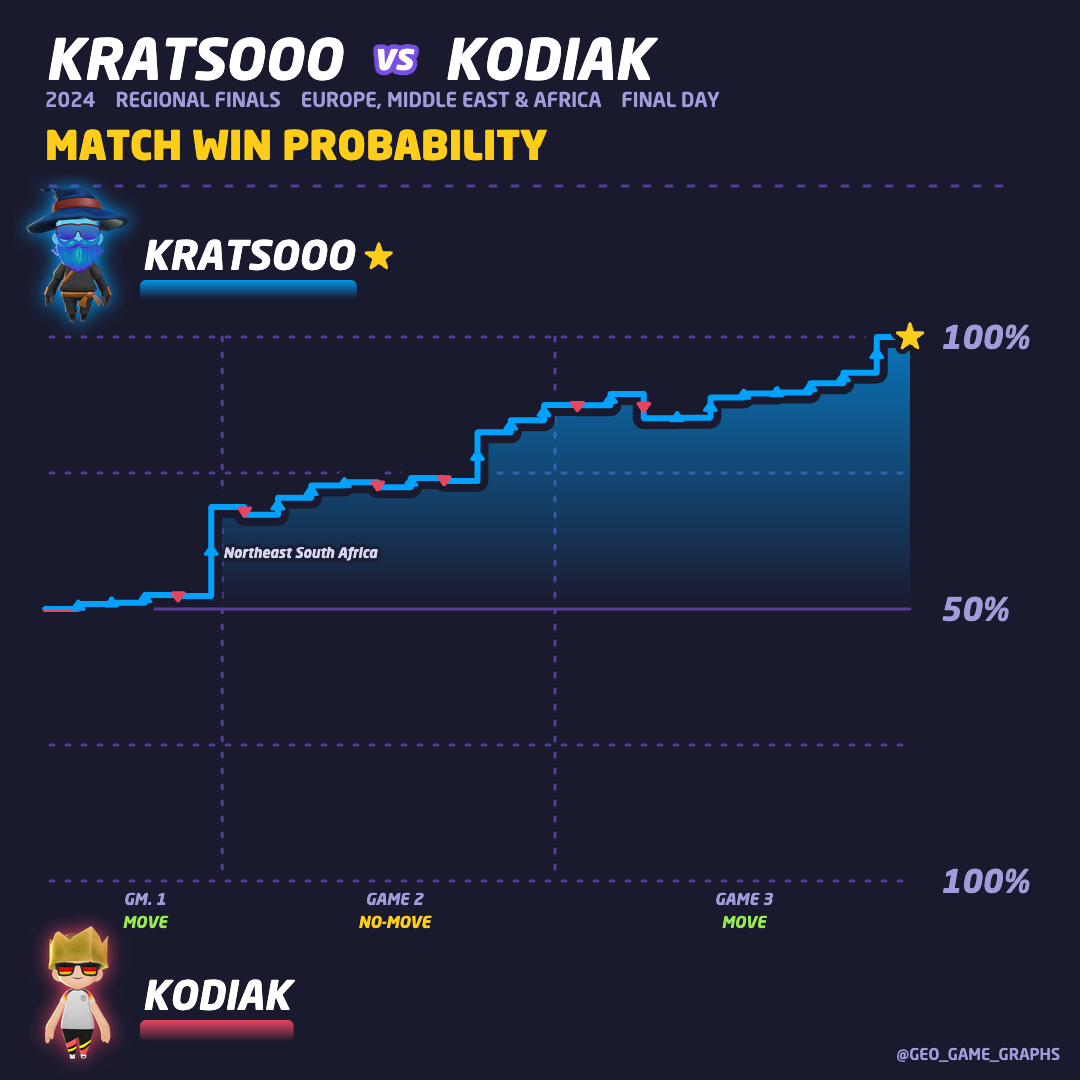 KRATSOOO VS KODIAK
2024 REGIONAL FINALS EUROPE, MIDDLE EAST & AFRICA FINAL DAY
MATCH WIN PROBABILITY
KRATSOOO
100%
Northeast South Africa
50%
100%
GM. 1 GAME 2 GAME 3
MOVE NO-MOVE MOVE
KODIAK
@GEO_GAME_GRAPHS